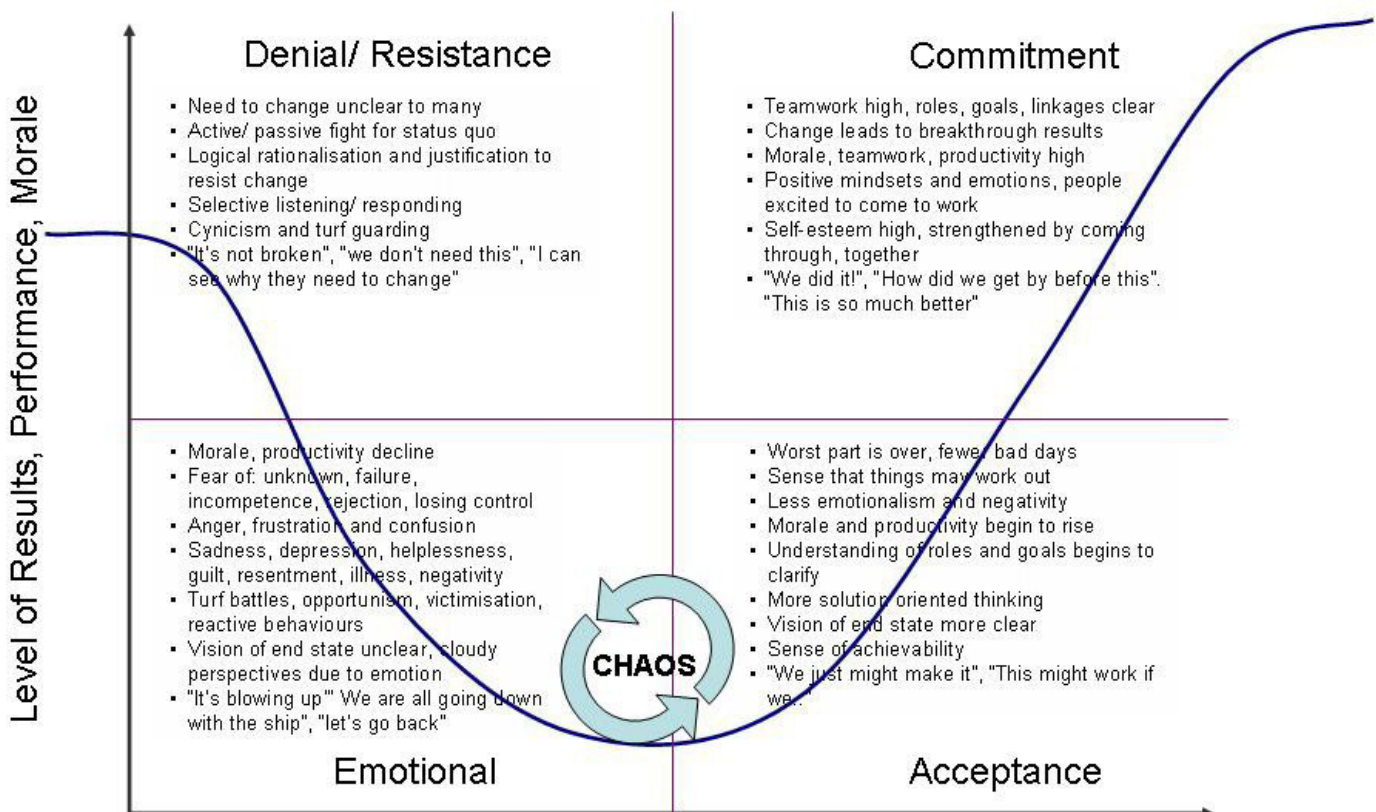 Level of Results, Performance, Morale
Denial/ Resistance
▪ Need to change unclear to many
▪ Active/ passive fight for status quo
▪ Logical rationalisation and justification to
resist change
▪ Selective listening/ responding
▪ Cynicism and turf guarding
▪ "It's not broken", "we don't need this", "I can
see why they need to change"
Commitment
▪ Teamwork high, roles, goals, linkages clear
▪ Change leads to breakthrough results
▪ Morale, teamwork, productivity high
▪ Positive mindsets and emotions, people
excited to come to work
▪ Self-esteem high, strengthened by coming
through, together
▪ "We did it!", "How did we get by before this".
"This is so much better"
▪ Morale, productivity decline
▪ Fear of: unknown, failure,
incompetence, rejection, losing control
▪ Anger, frustration and confusion
▪ Sadness, depression, helplessness,
guilt, resentment, illness, negativity
▪ Turf battles, opportunism, victimisation,
reactive behaviours
▪ Vision of end state unclear, cloudy
perspectives due to emotion
▪ "It's blowing up'" We are all going down
with the ship", "let's go back"
Emotional
CHAOS
▪ Worst part is over, fewer bad days
▪ Sense that things may work out
▪ Less emotionalism and negativity
▪ Morale and productivity begin to rise
▪ Understanding of roles and goals begins to
clarify
▪ More solution oriented thinking
▪ Vision of end state more clear
▪ Sense of achievability
▪ "We just might make it", "This might work if
we.."
Acceptance